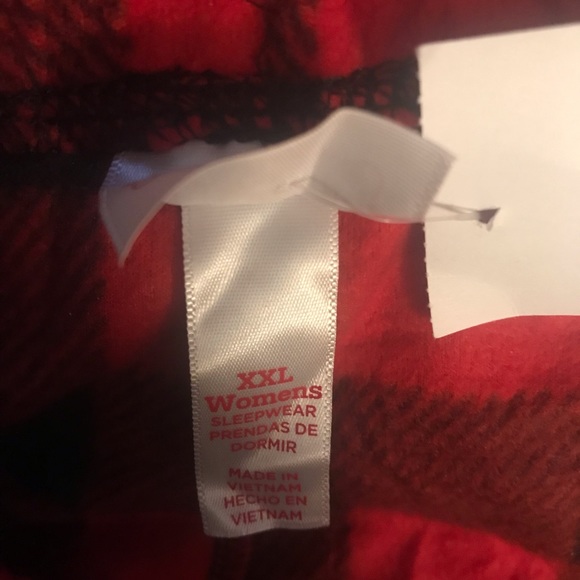 XXL
Womens
SLEEPWEAR
PRENDAS DE
DORMIR
MADE IN
VIETNAM
HECHO EN
VIETNAM